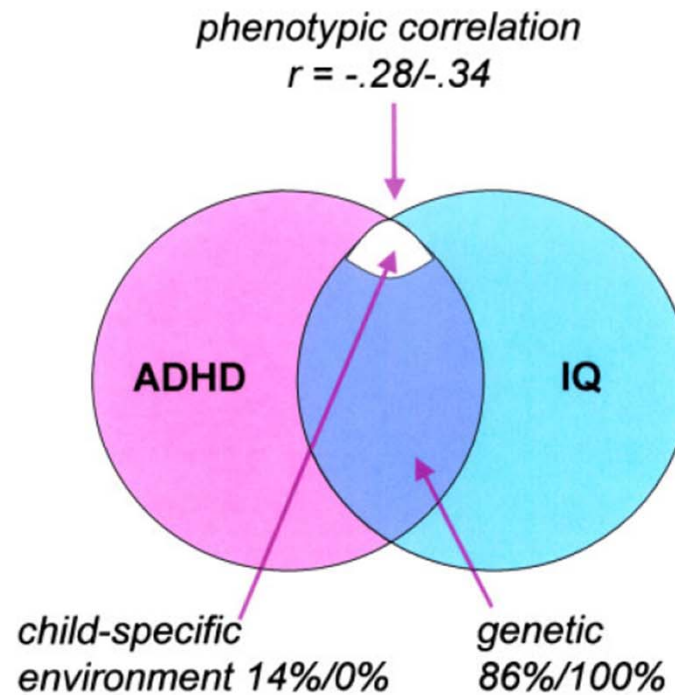 phenotypic correlation
r = -.28/-.34
ADHD
IQ
child-specific
environment 14%/0%
genetic
86%/100%